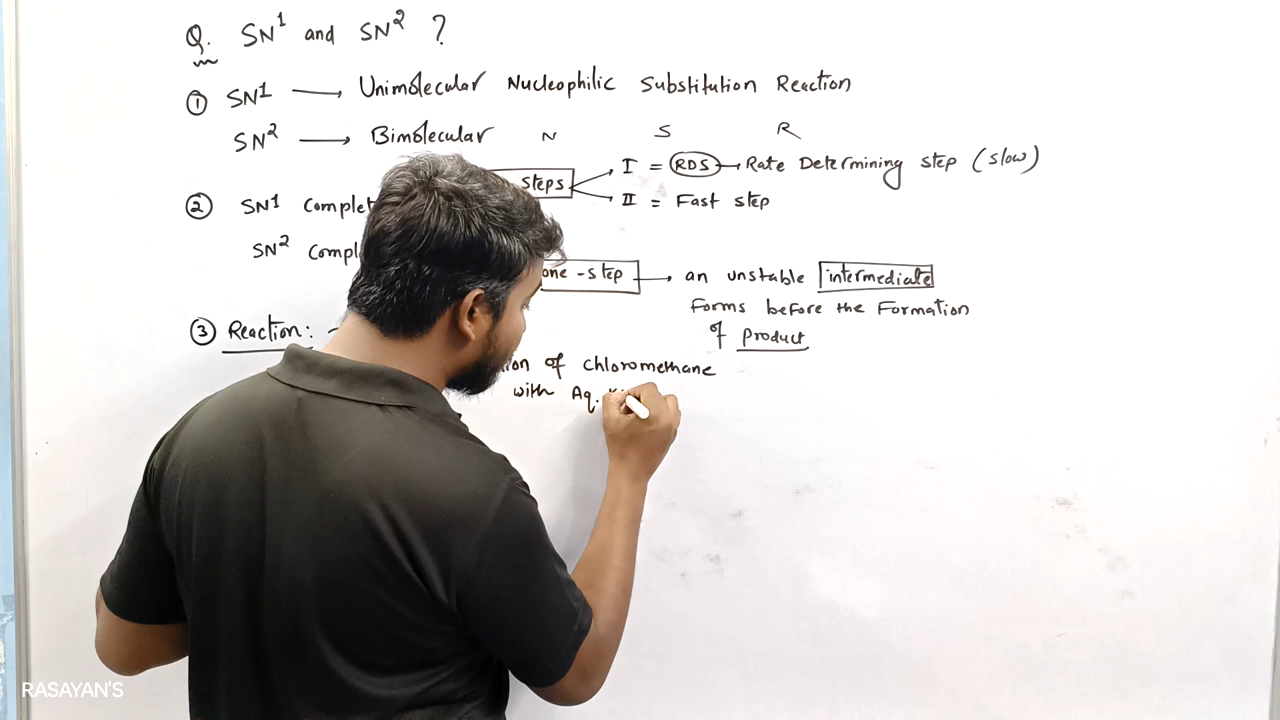 Q. SN¹ and SN² ?
① SN¹ → Unimolecular Nucleophilic Substitution Reaction
SN² → Bimolecular N S R
② SN¹ steps I = RDS → Rate Determining step (slow)
II = Fast step
SN² one-step → an unstable intermediate
Forms before the Formation
of Product
③ Reaction: -
of Chloromethane
with Aq.
RASAYAN'S